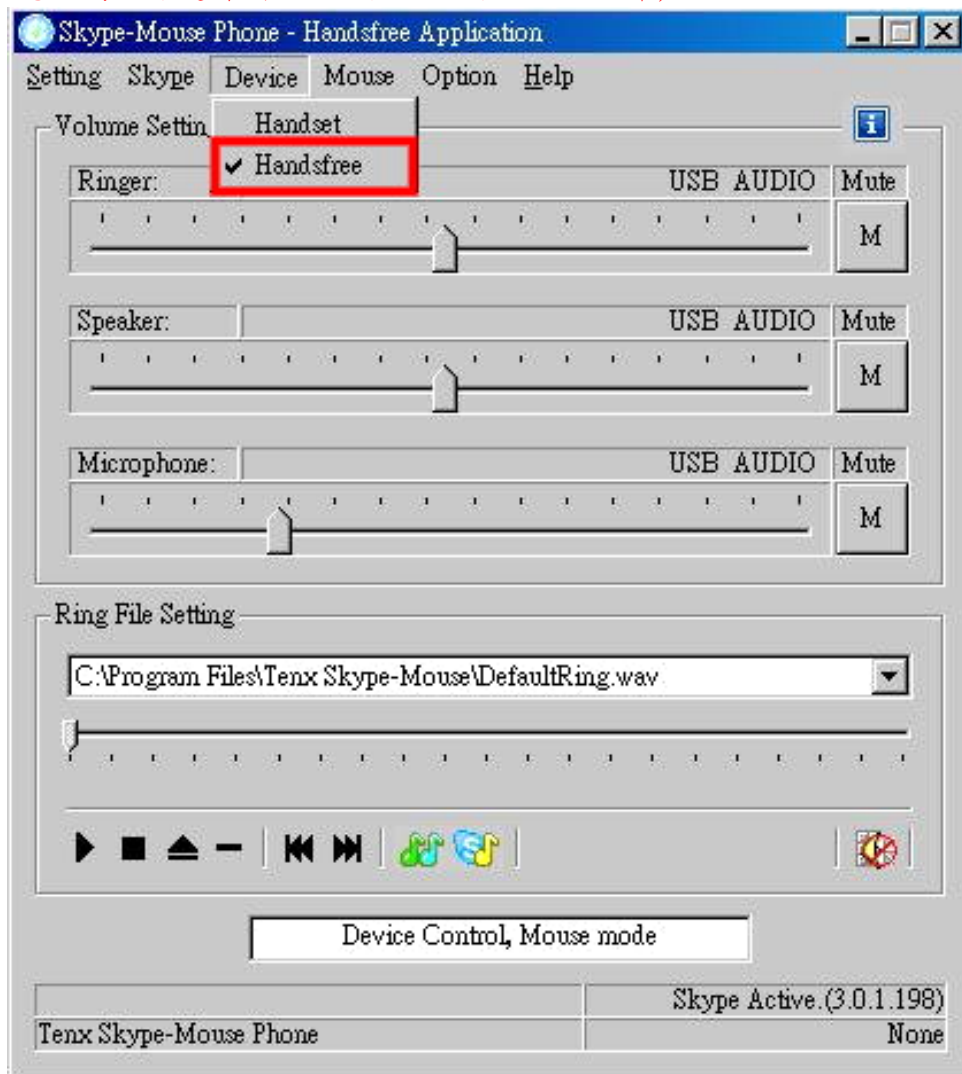 Skype-Mouse Phone - Handsfree Application
Setting Skype Device Mouse Option Help
Handset
Handsfree
Volume Settin
Ringer: USB AUDIO Mute
M
Speaker: USB AUDIO Mute
M
Microphone: USB AUDIO Mute
M
Ring File Setting
C:\Program Files\Tenx Skype-Mouse\DefaultRing.wav
Device Control, Mouse mode
Skype Active.(3.0.1.198)
Tenx Skype-Mouse Phone None